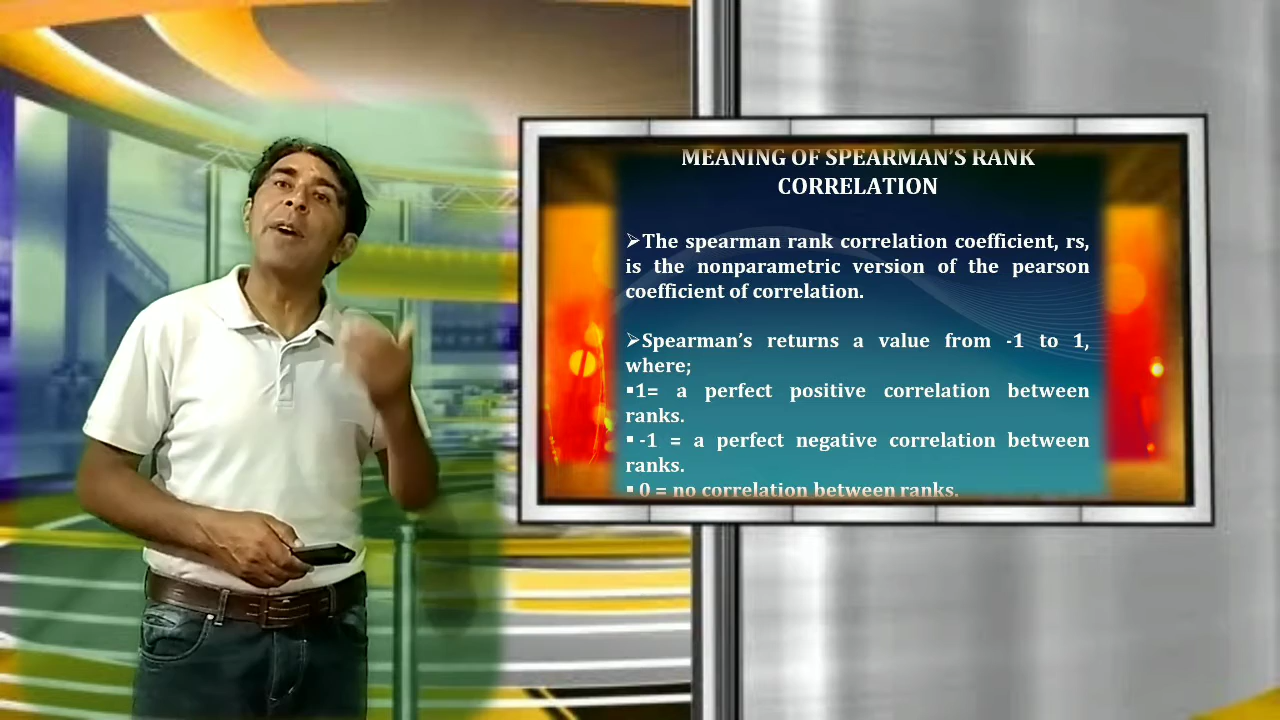 MEANING OF SPEARMAN’S RANK
CORRELATION
➢The spearman rank correlation coefficient, rs,
is the nonparametric version of the pearson
coefficient of correlation.
➢Spearman’s returns a value from -1 to 1,
where;
▪1= a perfect positive correlation between
ranks.
▪ -1 = a perfect negative correlation between
ranks.
▪ 0 = no correlation between ranks.